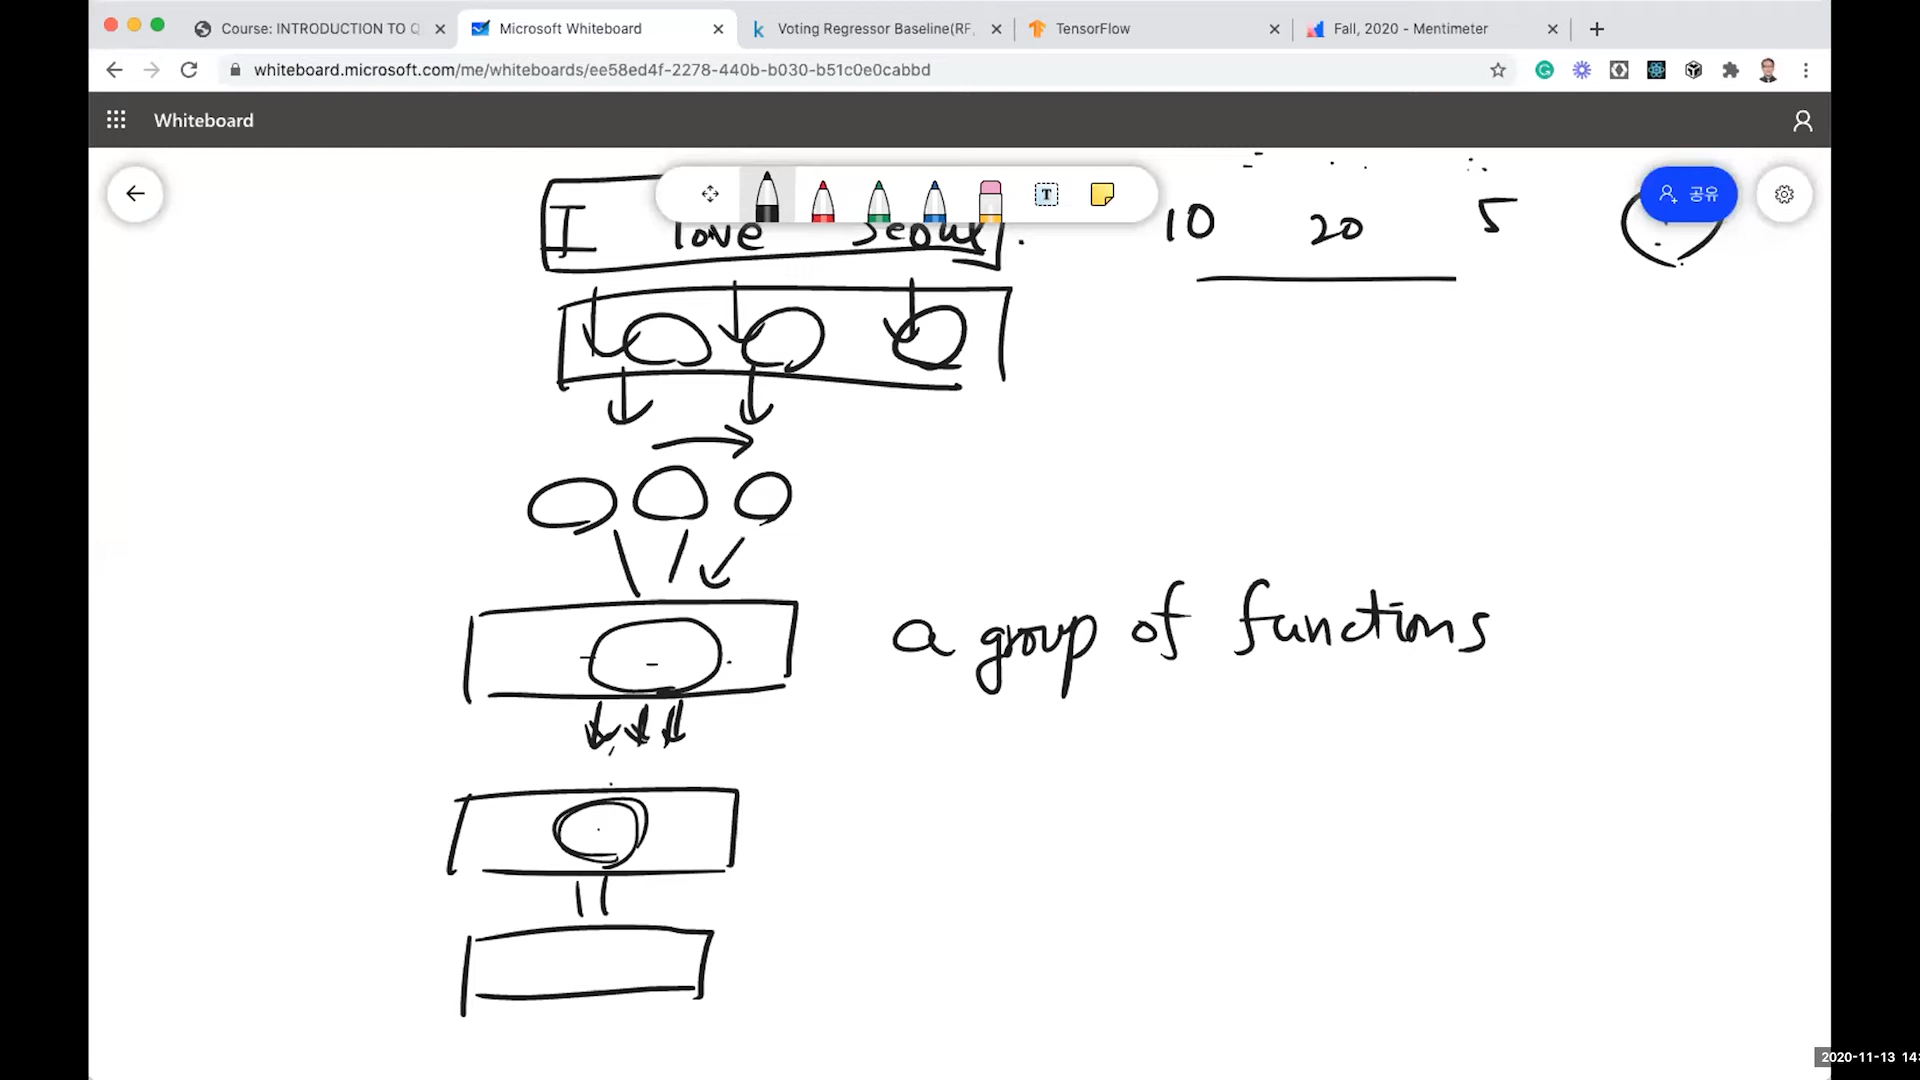 Course: INTRODUCTION TO Q
Microsoft Whiteboard
Voting Regressor Baseline(RF,
TensorFlow
Fall, 2020 - Mentimeter
whiteboard.microsoft.com/me/whiteboards/ee58ed4f-2278-440b-b030-b51c0e0cabbd
Whiteboard
공유
I love Seoul.
10 20 5
a group of functions
2020-11-13 14: